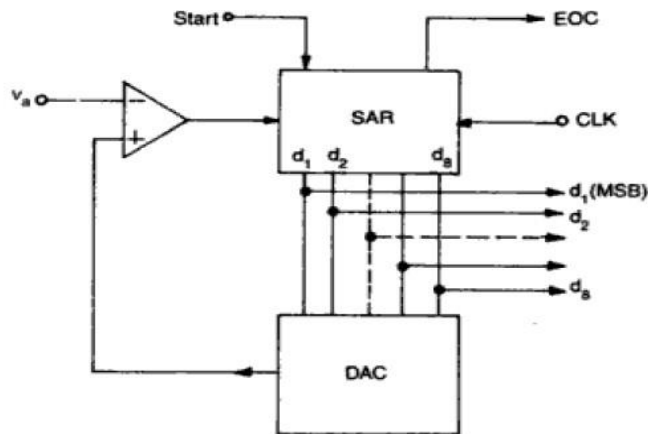 Start
EOC
vₐ
−
+
SAR
CLK
d₁ d₂ d₈
d₁(MSB)
d₂
d₈
DAC